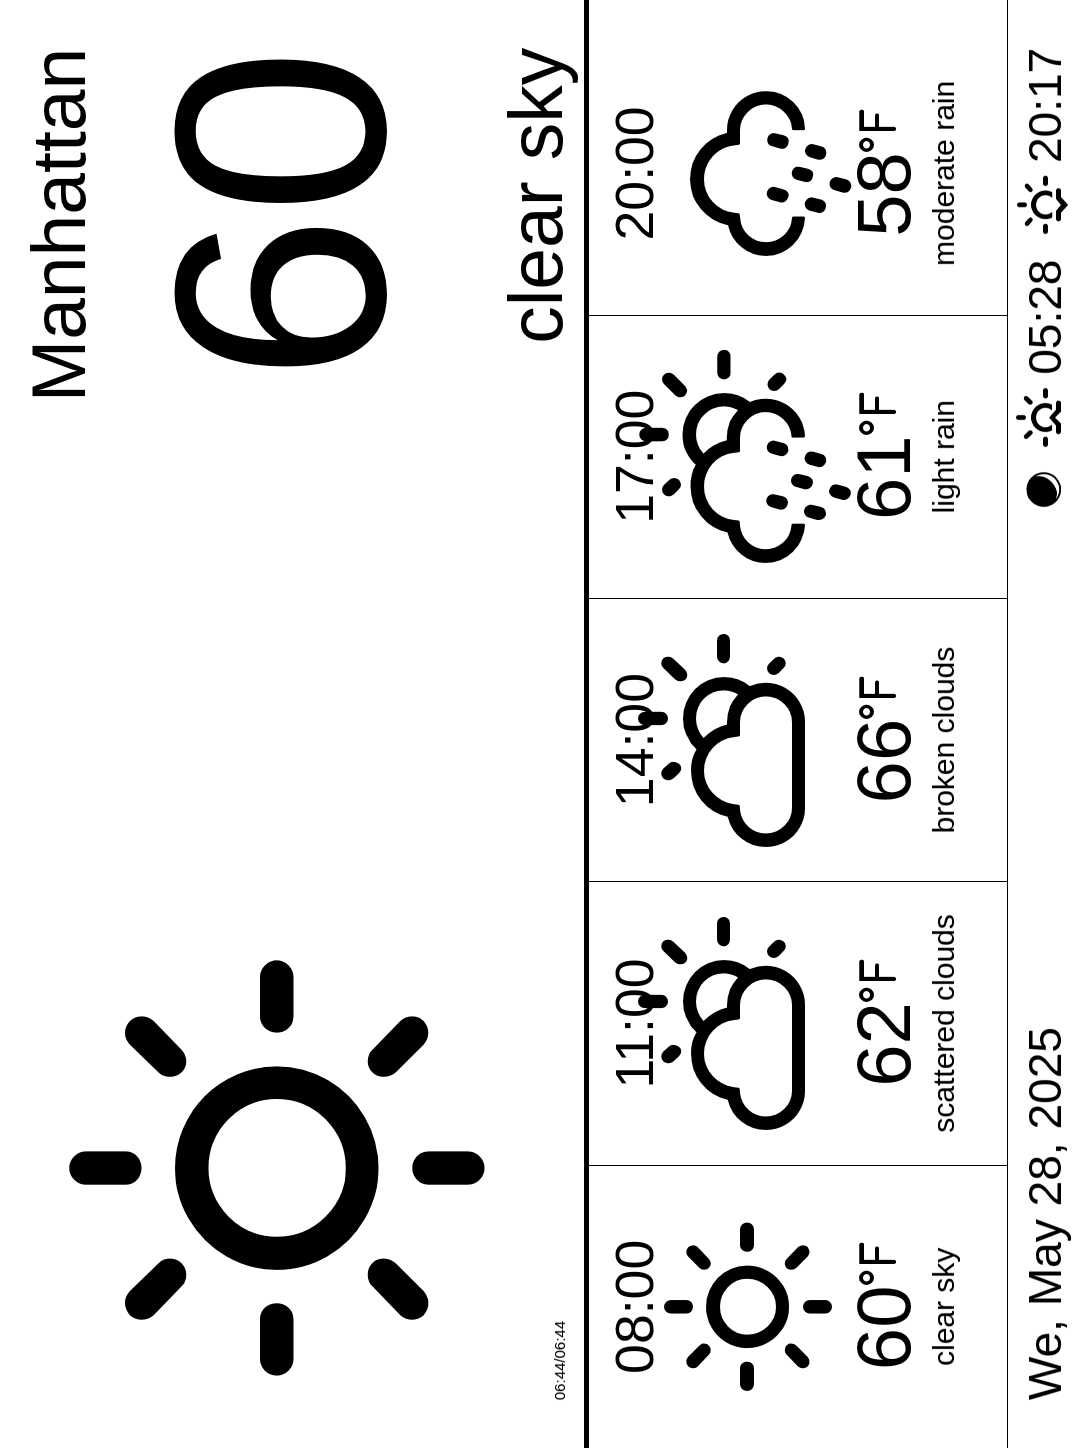 Manhattan
60
clear sky
06:44/06:44
08:00 11:00 14:00 17:00 20:00
60°F 62°F 66°F 61°F 58°F
clear sky scattered clouds broken clouds light rain moderate rain
We, May 28, 2025 05:28 20:17